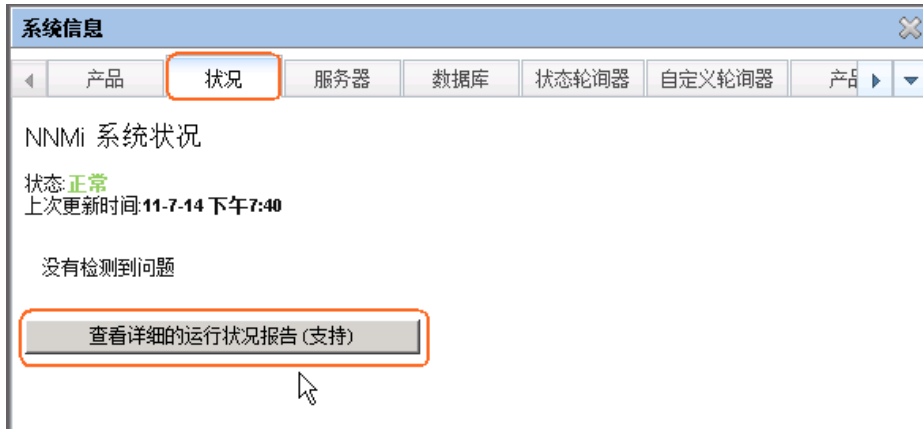 系统信息
产品 状况 服务器 数据库 状态轮询器 自定义轮询器 产品
NNMi 系统状况
状态:正常
上次更新时间:11-7-14 下午7:40
没有检测到问题
查看详细的运行状况报告(支持)